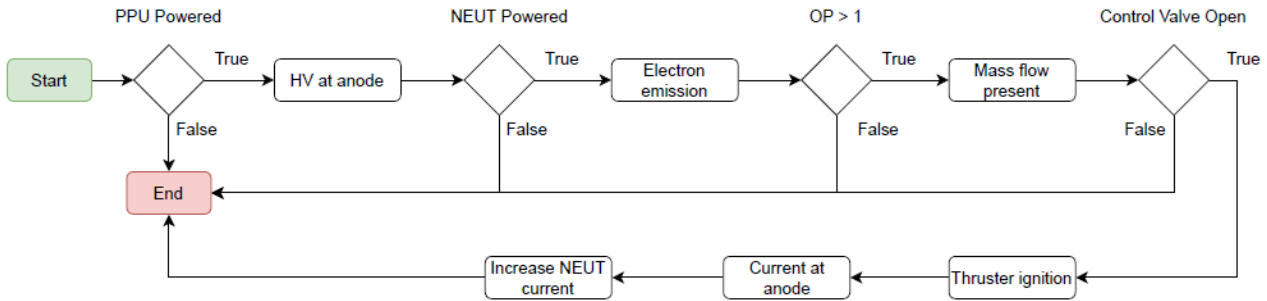 PPU Powered
NEUT Powered
OP > 1
Control Valve Open
Start
True
HV at anode
True
Electron
emission
True
Mass flow
present
True
False
False
False
False
End
Increase NEUT
current
Current at
anode
Thruster ignition